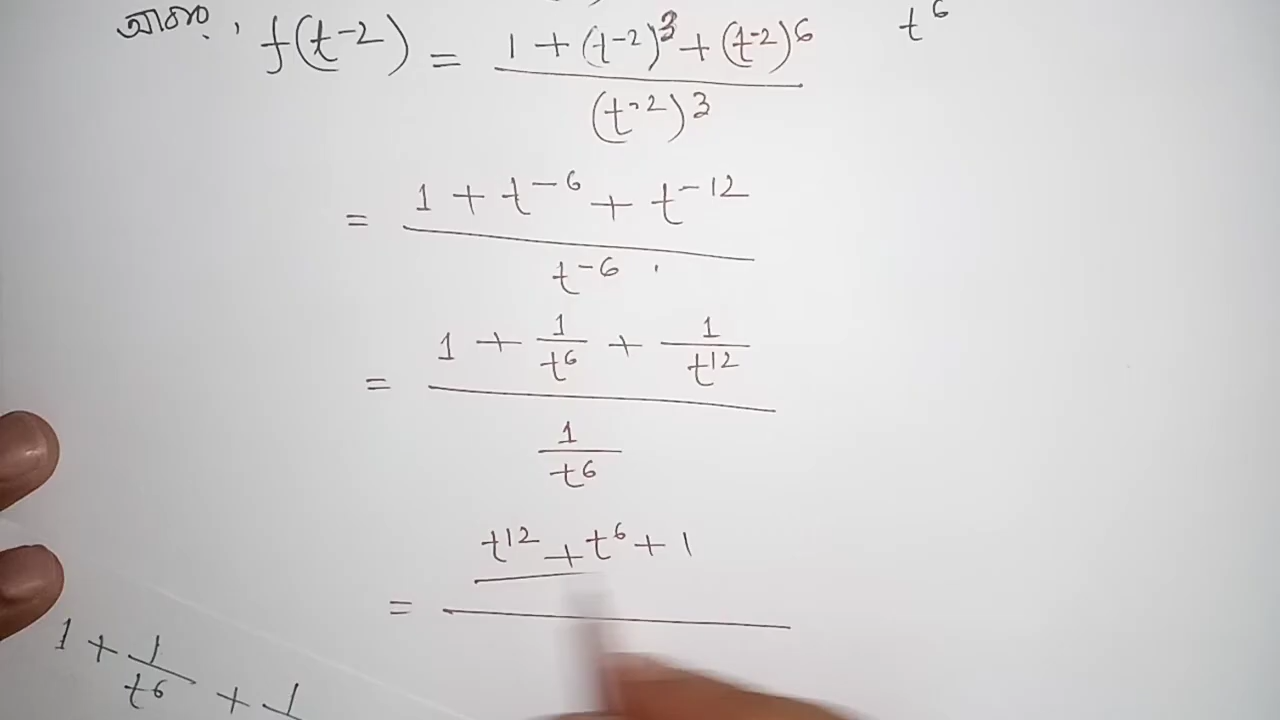 আবার, f(t⁻²) = (1 + (t⁻²)³ + (t⁻²)⁶) / (t⁻²)³ t⁶
= (1 + t⁻⁶ + t⁻¹²) / t⁻⁶
= (1 + 1/t⁶ + 1/t¹²) / (1/t⁶)
= t¹² + t⁶ + 1
1 + 1/t⁶ + 1